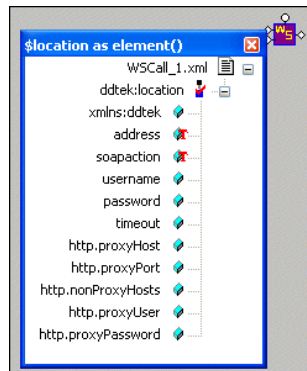 $location as element()
WS
WSCall_1.xml
ddtek:location
xmlns:ddtek
address
soapaction
username
password
timeout
http.proxyHost
http.proxyPort
http.nonProxyHosts
http.proxyUser
http.proxyPassword